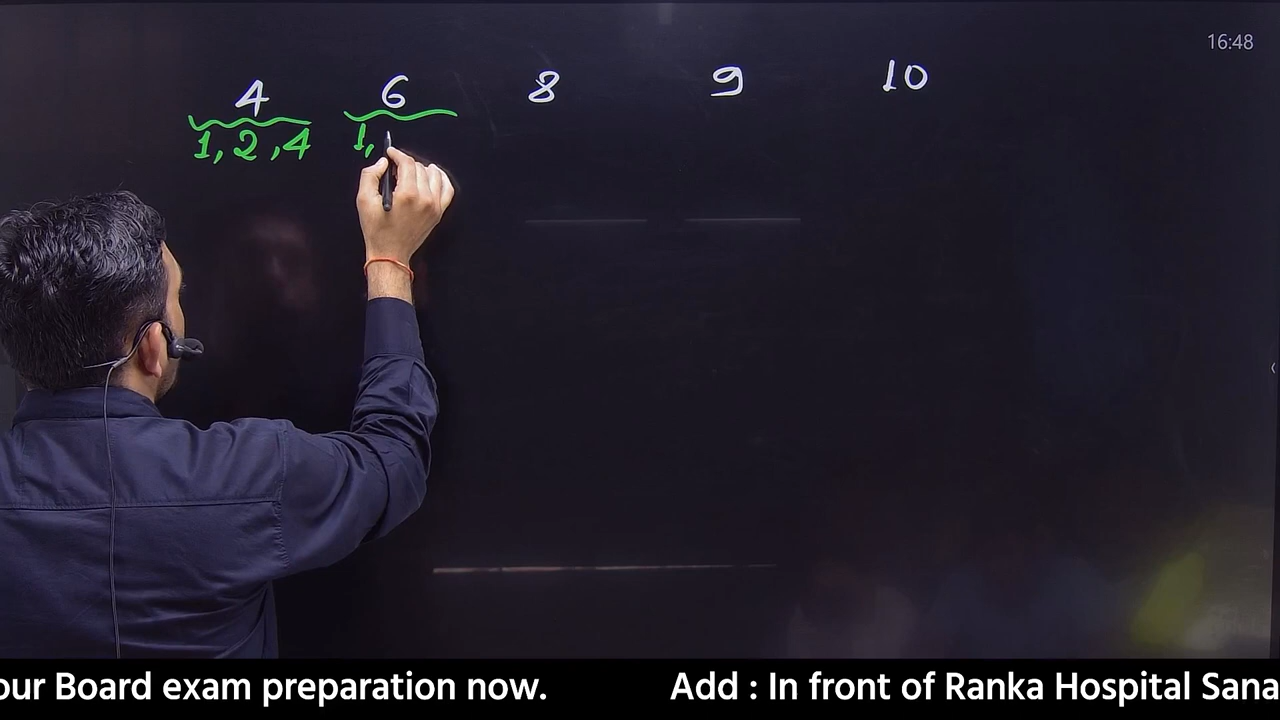 16:48
4 6 8 9 10
1, 2, 4 1,
our Board exam preparation now. Add : In front of Ranka Hospital Sana